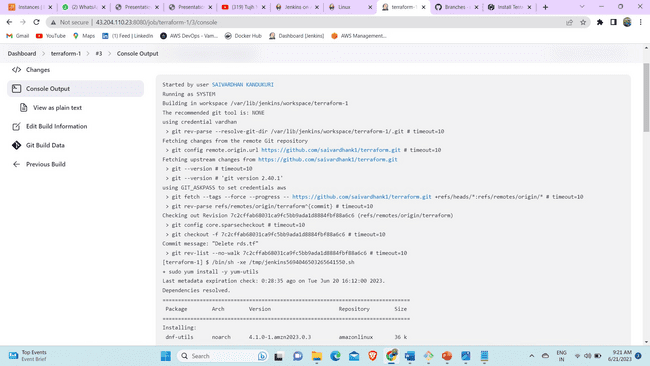 Instances |
(2) WhatsA
Presentatio
Presentatio
(319) Tujh
Jenkins on
Linux
terraform-1
Branches
Install Terr
Not secure | 43.204.110.23:8080/job/terraform-1/3/console
Gmail YouTube Maps (1) Feed | LinkedIn AWS DevOps - Vam... Docker Hub Dashboard [Jenkins] AWS Management...
Dashboard > terraform-1 > #3 > Console Output
Changes
Console Output
View as plain text
Edit Build Information
Git Build Data
Previous Build
Started by user SAIVARDHAN KANDUKURI
Running as SYSTEM
Building in workspace /var/lib/jenkins/workspace/terraform-1
The recommended git tool is: NONE
using credential vardhan
> git rev-parse --resolve-git-dir /var/lib/jenkins/workspace/terraform-1/.git # timeout=10
Fetching changes from the remote Git repository
> git config remote.origin.url https://github.com/saivardhank1/terraform.git # timeout=10
Fetching upstream changes from https://github.com/saivardhank1/terraform.git
> git --version # timeout=10
> git --version # 'git version 2.40.1'
using GIT_ASKPASS to set credentials aws
> git fetch --tags --force --progress -- https://github.com/saivardhank1/terraform.git +refs/heads/*:refs/remotes/origin/* # timeout=10
> git rev-parse refs/remotes/origin/terraform^{commit} # timeout=10
Checking out Revision 7c2cffab68031ca9fc5bb9ada1d8884fbf88a6c6 (refs/remotes/origin/terraform)
> git config core.sparsecheckout # timeout=10
> git checkout -f 7c2cffab68031ca9fc5bb9ada1d8884fbf88a6c6 # timeout=10
Commit message: "Delete rds.tf"
> git rev-list --no-walk 7c2cffab68031ca9fc5bb9ada1d8884fbf88a6c6 # timeout=10
[terraform-1] $ /bin/sh -xe /tmp/jenkins5694046503265641550.sh
+ sudo yum install -y yum-utils
Last metadata expiration check: 0:28:35 ago on Tue Jun 20 16:12:00 2023.
Dependencies resolved.
================================================================================
Package Arch Version Repository Size
================================================================================
Installing:
dnf-utils noarch 4.1.0-1.amzn2023.0.3 amazonlinux 36 k
Top Events
Event Brief
Search
ENG
IN
9:21 AM
6/21/2023